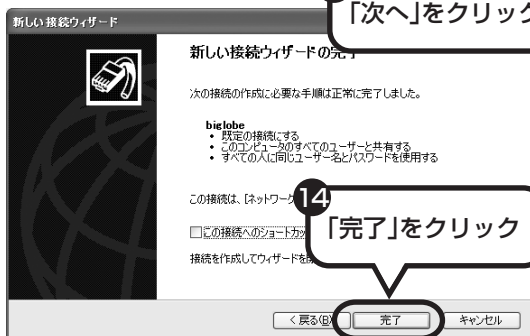 「次へ」をクリック
新しい接続ウィザード
新しい接続ウィザードの完了
次の接続の作成に必要な手順は正常に完了しました。
biglobe
• 既定の接続にする
• このコンピュータのすべてのユーザーと共有する
• すべての人に同じユーザー名とパスワードを使用する
この接続は、[ネットワーク
14
「完了」をクリック
この接続へのショートカッ
接続を作成してウィザードを
< 戻る(B)
完了
キャンセル